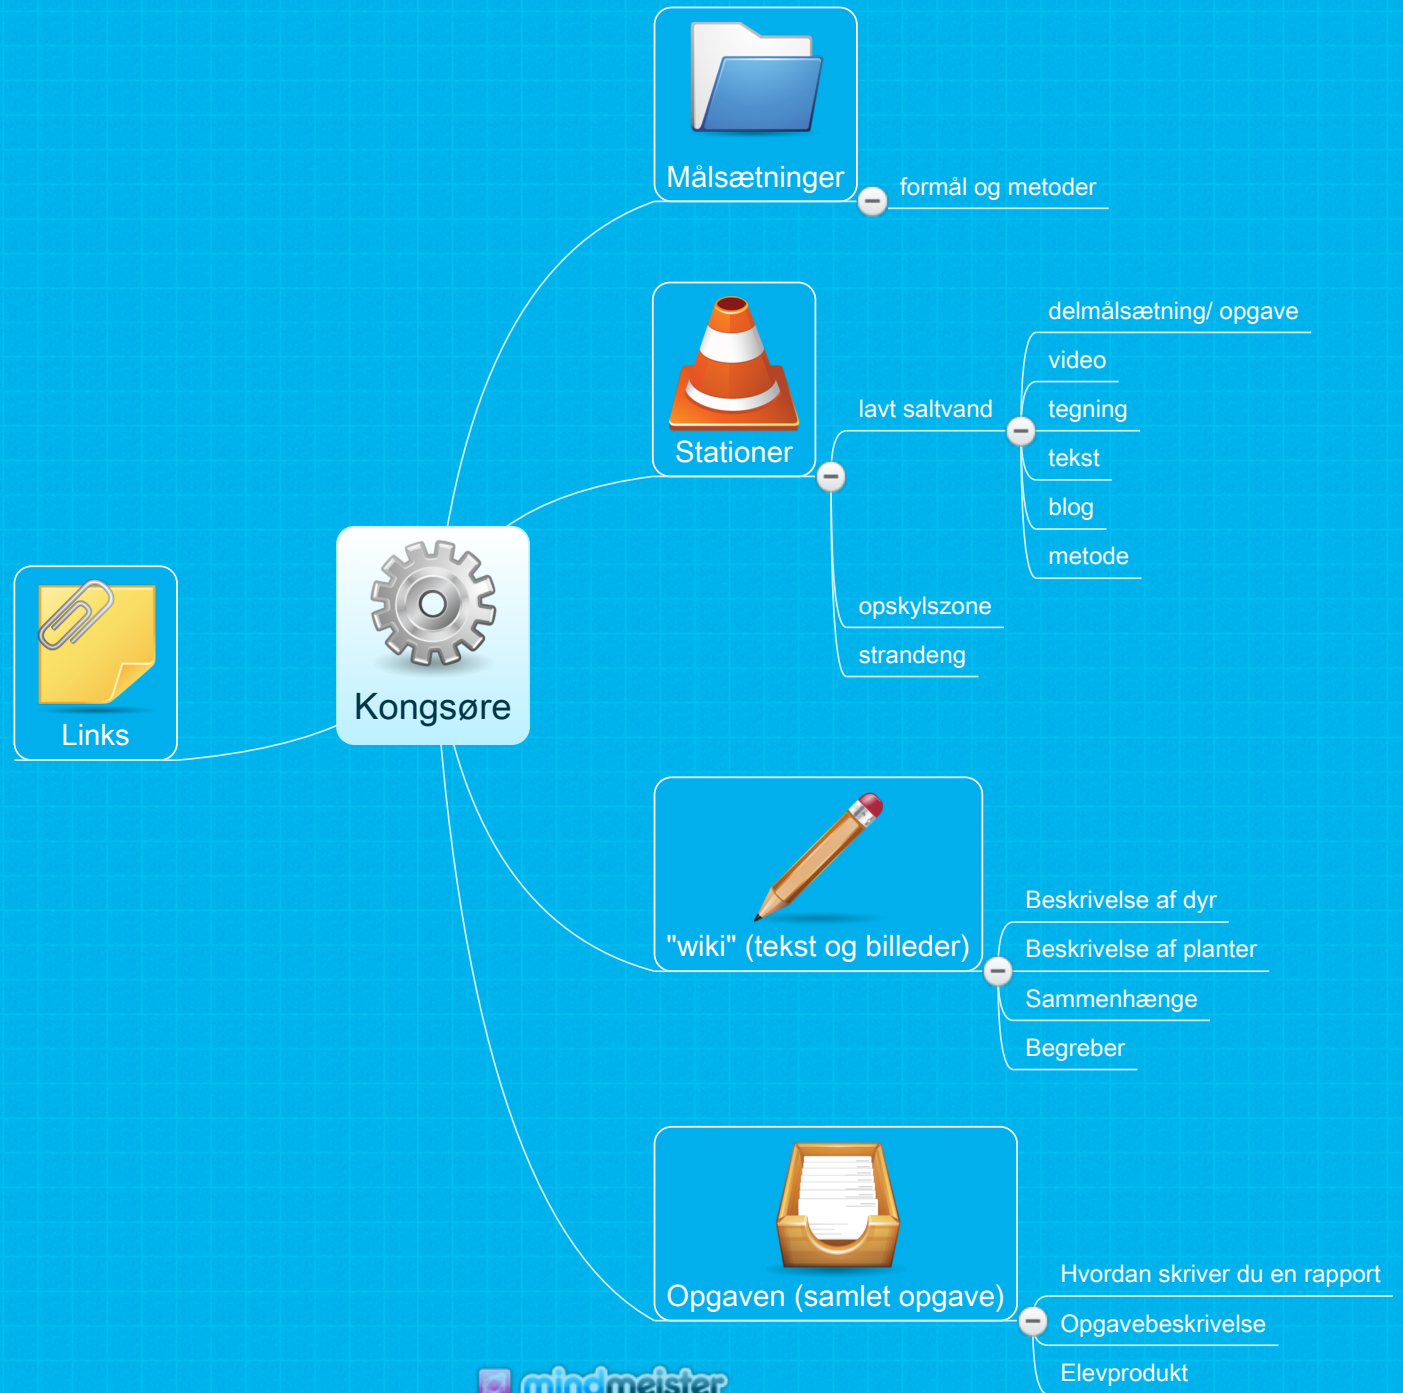 Målsætninger
formål og metoder
Stationer
lavt saltvand
delmålsætning/ opgave
video
tegning
tekst
blog
metode
opskylszone
strandeng
Kongsøre
Links
"wiki" (tekst og billeder)
Beskrivelse af dyr
Beskrivelse af planter
Sammenhænge
Begreber
Opgaven (samlet opgave)
Hvordan skriver du en rapport
Opgavebeskrivelse
Elevprodukt
mindmeister